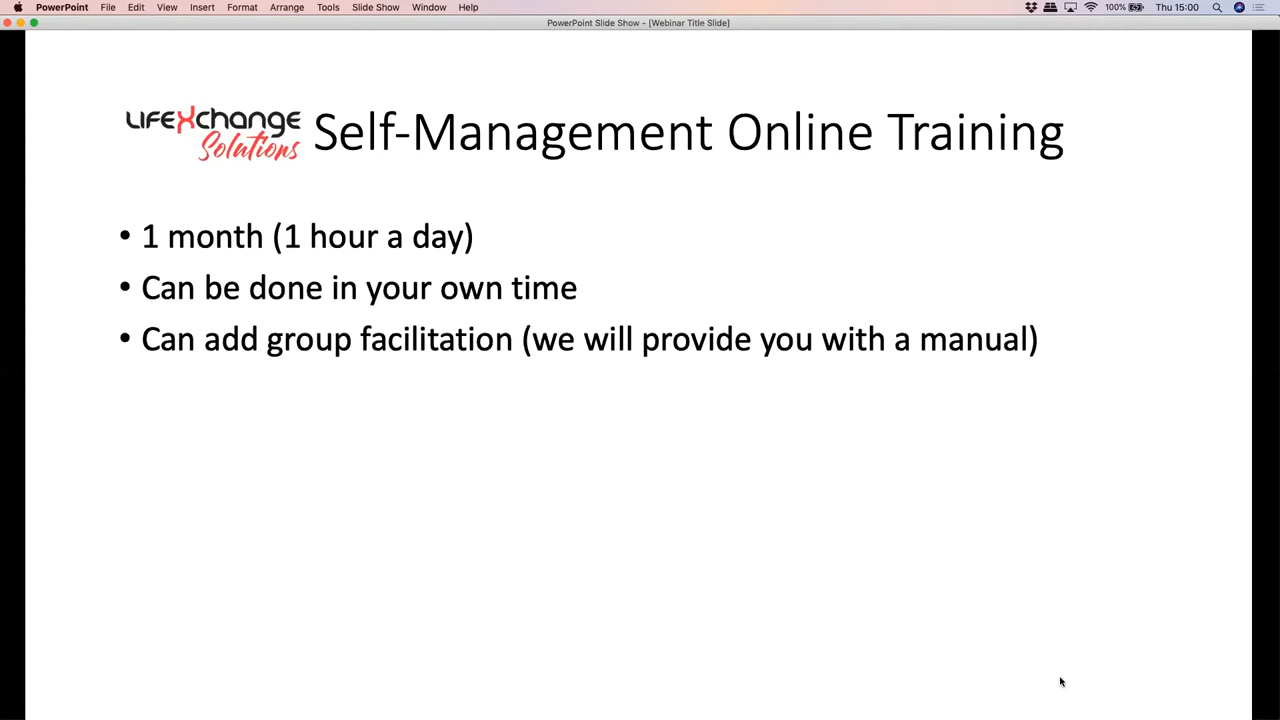 PowerPoint File Edit View Insert Format Arrange Tools Slide Show Window Help 100% Thu 15:00
PowerPoint Slide Show - [Webinar Title Slide]
LIFEXchange
Solutions
Self-Management Online Training
• 1 month (1 hour a day)
• Can be done in your own time
• Can add group facilitation (we will provide you with a manual)